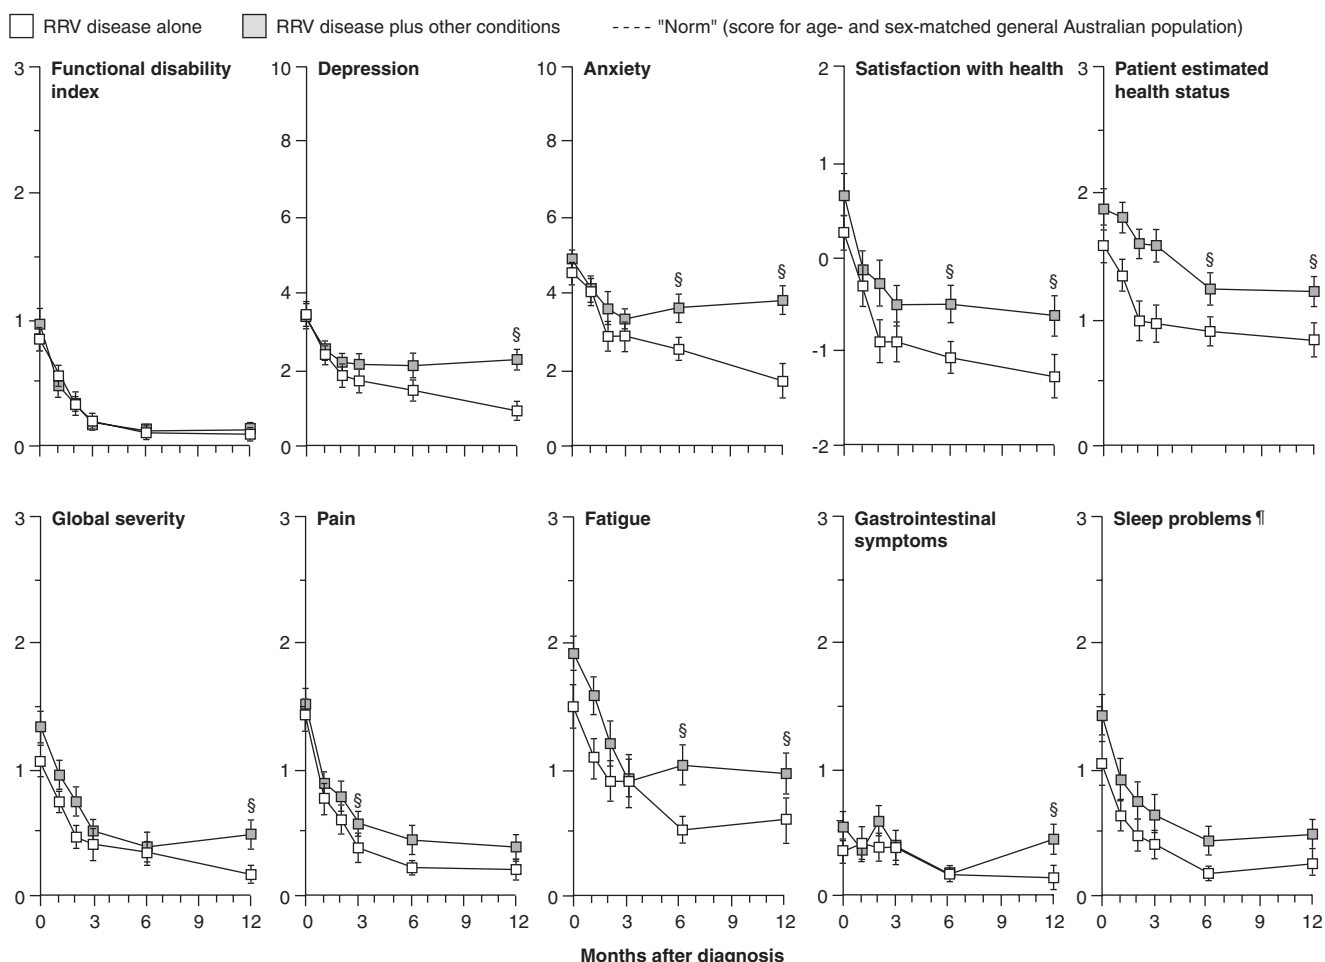 RRV disease alone RRV disease plus other conditions ---- "Norm" (score for age- and sex-matched general Australian population)
Functional disability
index
3
2
1
0
Depression
10
8
6
4
2
0
§
Anxiety
10
8
6
4
2
0
§ §
Satisfaction with health
2
1
0
-1
-2
§ §
Patient estimated
health status
3
2
1
0
§ §
Global severity
3
2
1
0
§
0 3 6 9 12
Pain
3
2
1
0
§
0 3 6 9 12
Fatigue
3
2
1
0
§ §
0 3 6 9 12
Gastrointestinal
symptoms
3
2
1
0
§
0 3 6 9 12
Sleep problems ¶
3
2
1
0
0 3 6 9 12
Months after diagnosis